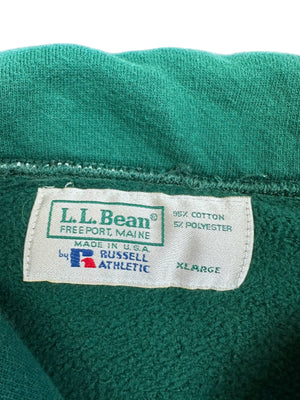 L.L.Bean®
FREEPORT, MAINE
MADE IN U.S.A.
by RUSSELL
ATHLETIC
95% COTTON
5% POLYESTER
XLARGE